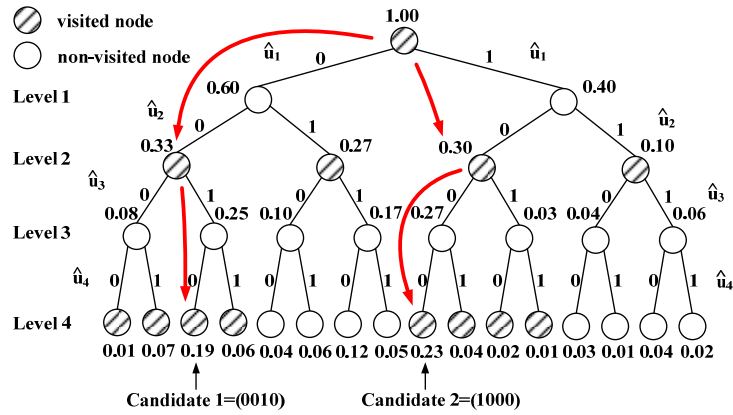 visited node
non-visited node
1.00
û1 0 1 û1
Level 1 0.60 0.40
û2 0 1 0 1 û2
Level 2 0.33 0.27 0.30 0.10
û3 0 1 0 1 0 1 0 1 û3
Level 3 0.08 0.25 0.10 0.17 0.27 0.03 0.04 0.06
û4 0 1 0 1 0 1 0 1 0 1 0 1 0 1 0 1 û4
Level 4
0.01 0.07 0.19 0.06 0.04 0.06 0.12 0.05 0.23 0.04 0.02 0.01 0.03 0.01 0.04 0.02
Candidate 1=(0010) Candidate 2=(1000)